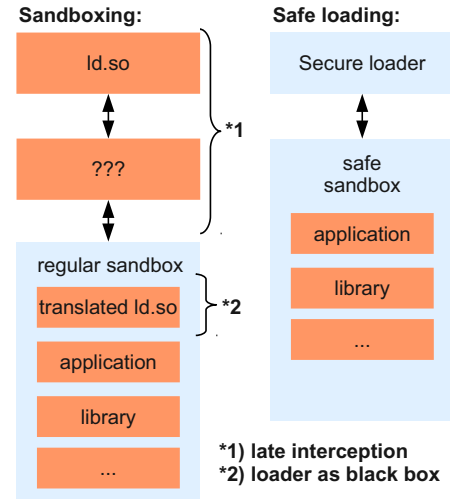 Sandboxing:
ld.so
???
*1
regular sandbox
translated ld.so
*2
application
library
...
Safe loading:
Secure loader
safe
sandbox
application
library
...
*1) late interception
*2) loader as black box